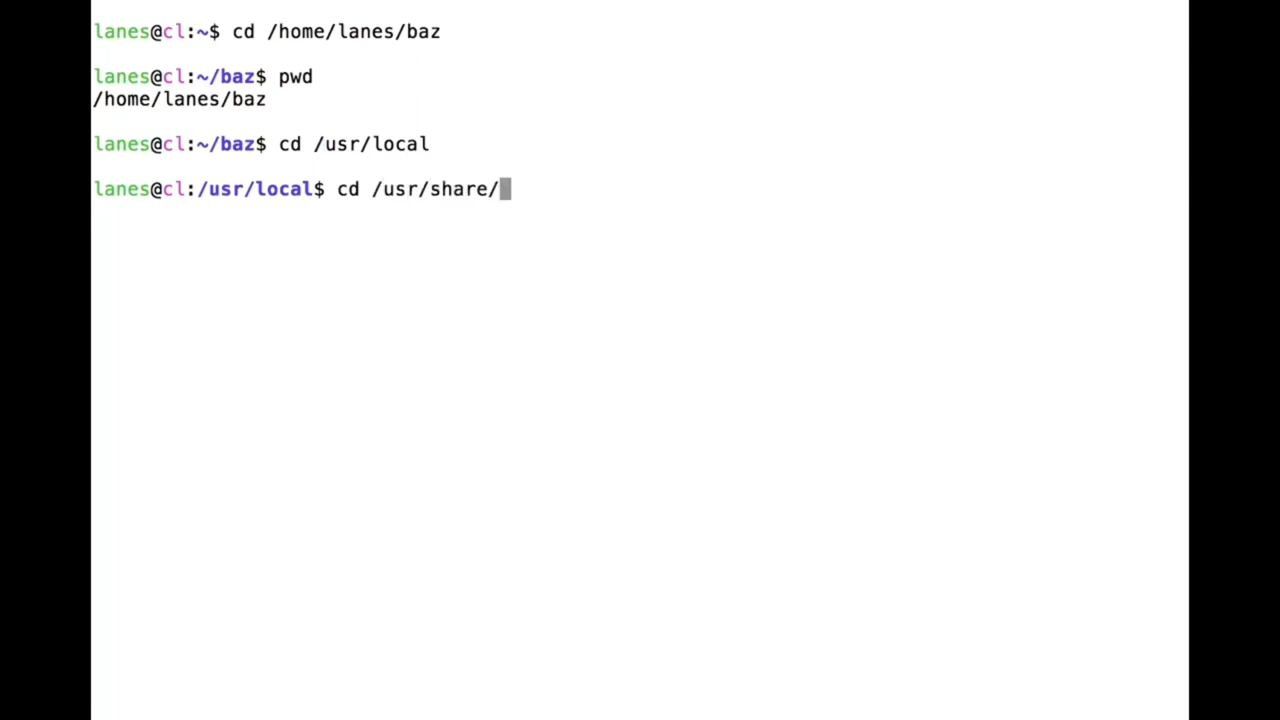 lanes@cl:~$ cd /home/lanes/baz
lanes@cl:~/baz$ pwd
/home/lanes/baz
lanes@cl:~/baz$ cd /usr/local
lanes@cl:/usr/local$ cd /usr/share/